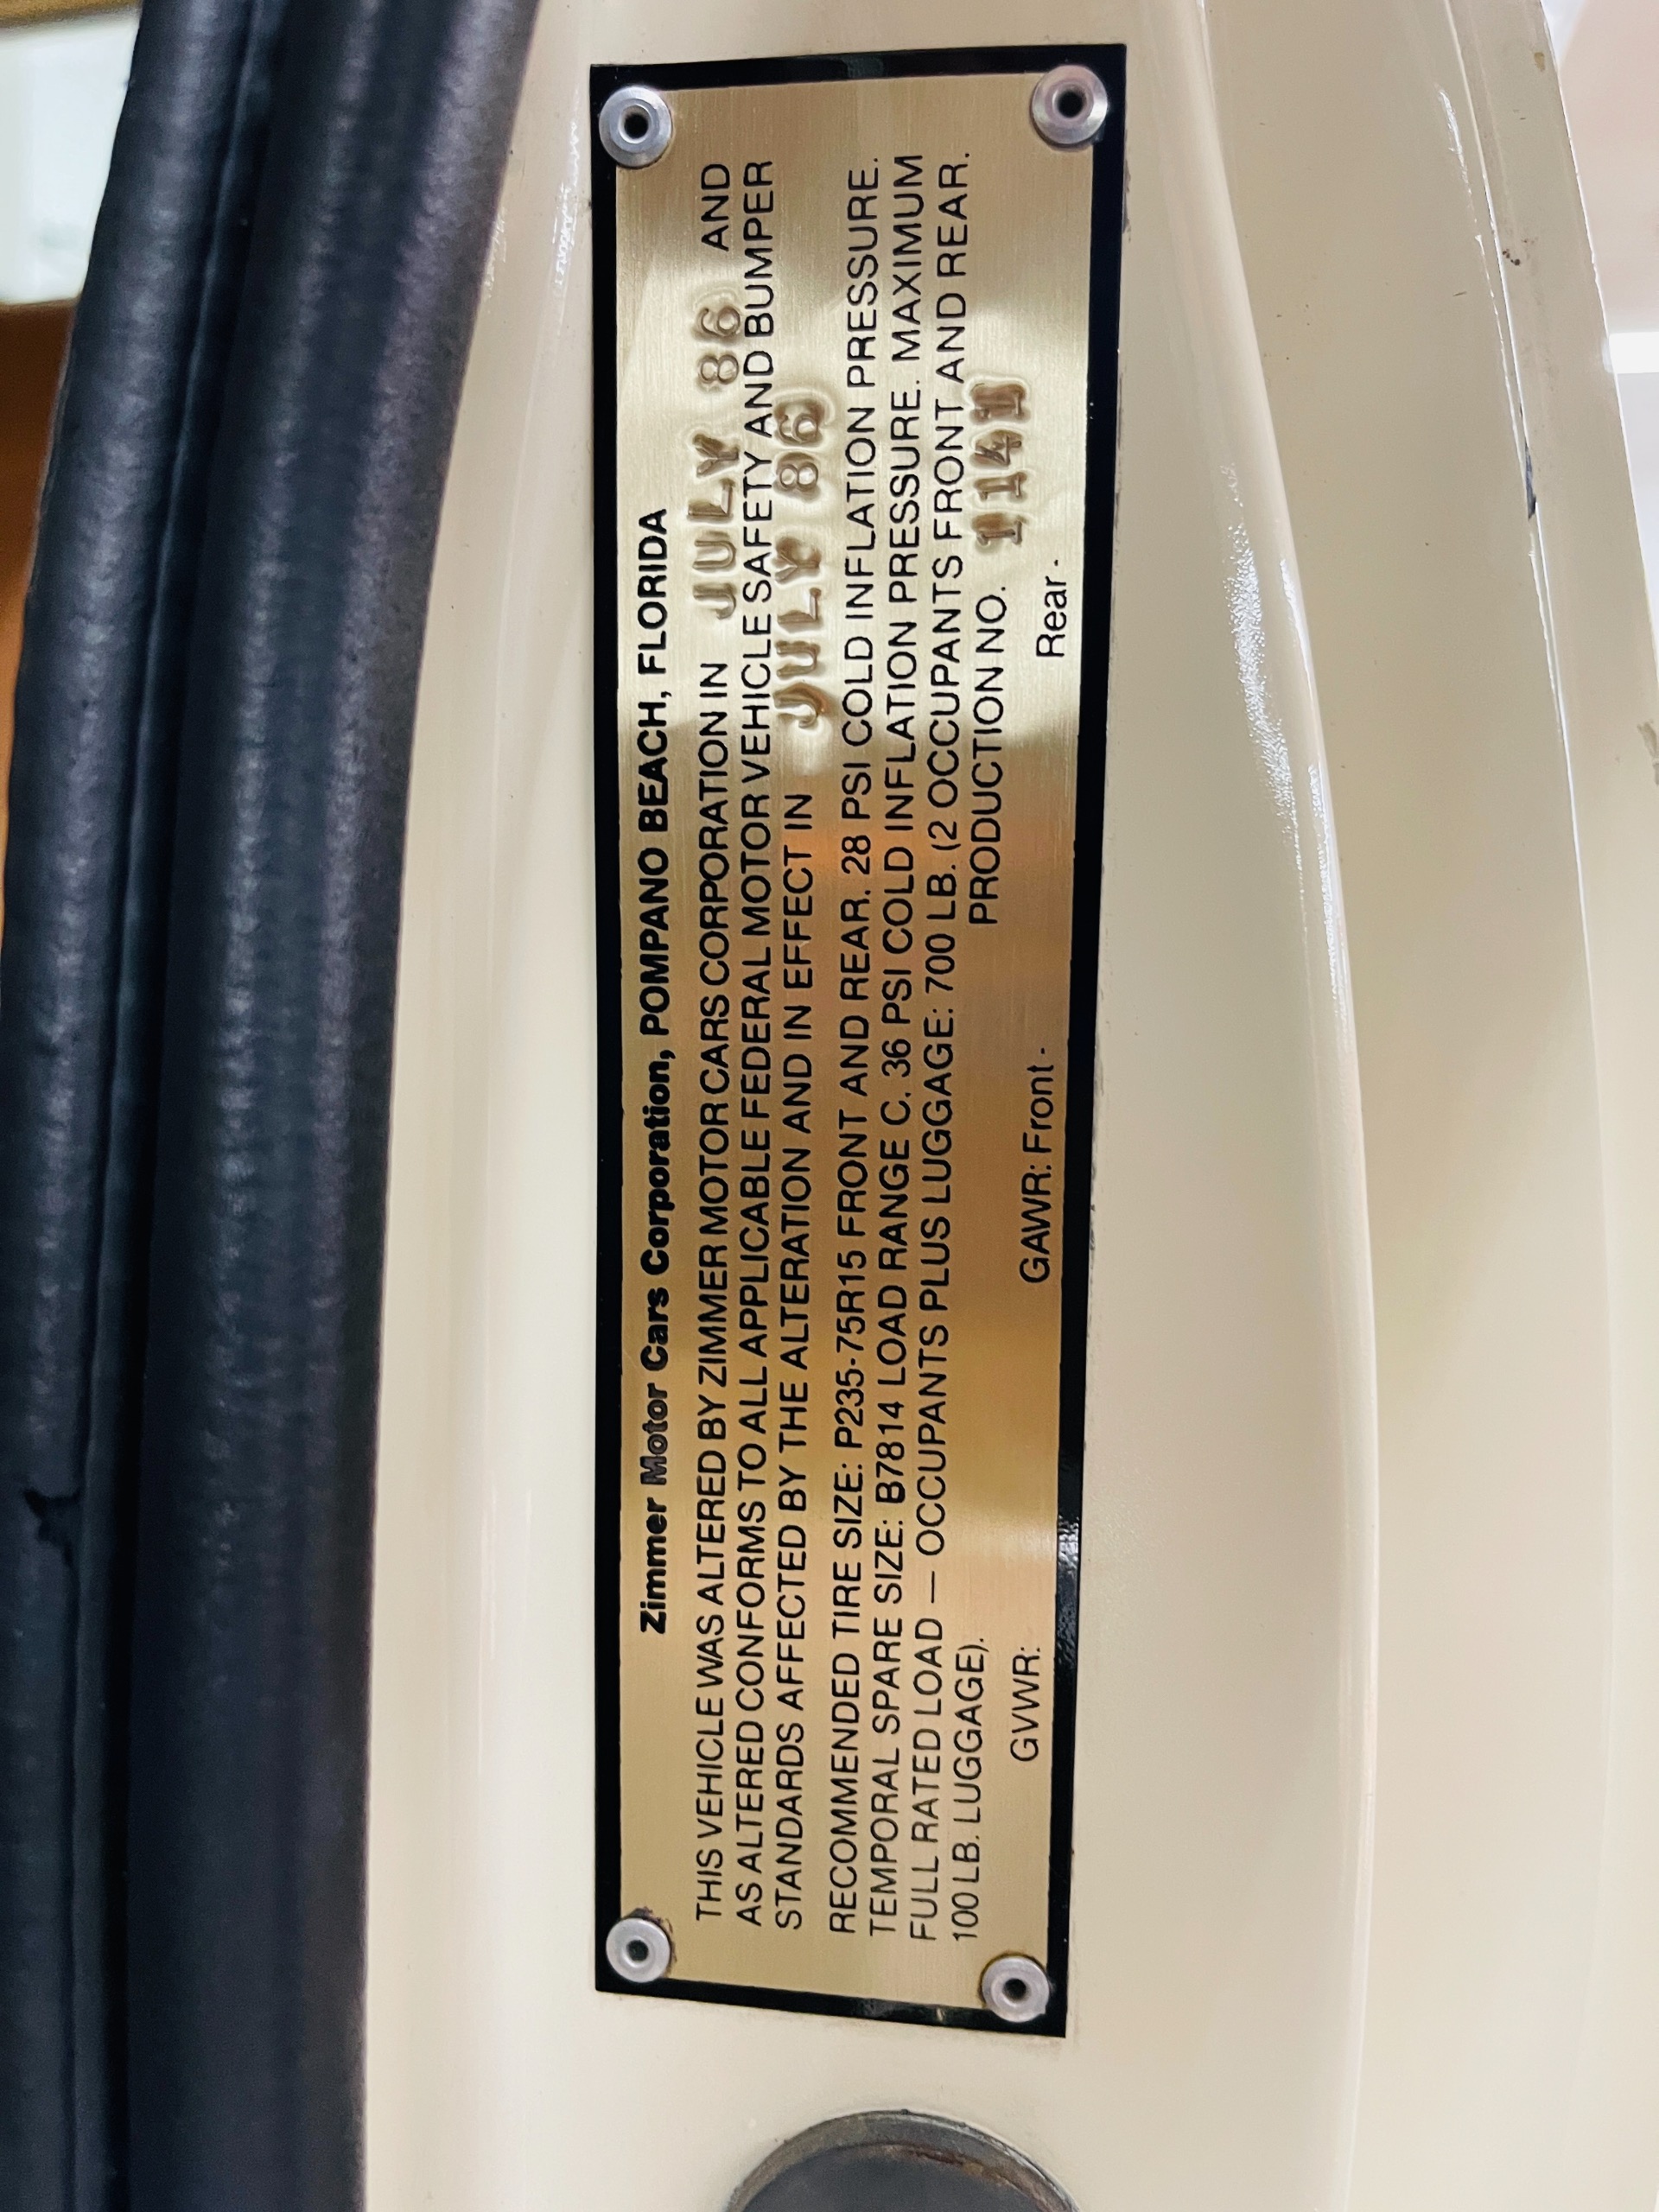 Zimmer Motor Cars Corporation, POMPANO BEACH, FLORIDA
THIS VEHICLE WAS ALTERED BY ZIMMER MOTOR CARS CORPORATION IN JULY 86 AND
AS ALTERED CONFORMS TO ALL APPLICABLE FEDERAL MOTOR VEHICLE SAFETY AND BUMPER
STANDARDS AFFECTED BY THE ALTERATION AND IN EFFECT IN JULY 86
RECOMMENDED TIRE SIZE: P235-75R15 FRONT AND REAR. 28 PSI COLD INFLATION PRESSURE.
TEMPORAL SPARE SIZE: B7814 LOAD RANGE C. 36 PSI COLD INFLATION PRESSURE. MAXIMUM
FULL RATED LOAD — OCCUPANTS PLUS LUGGAGE: 700 LB. (2 OCCUPANTS FRONT AND REAR.
100 LB. LUGGAGE). PRODUCTION NO. 1141
GVWR: GAWR: Front - Rear -